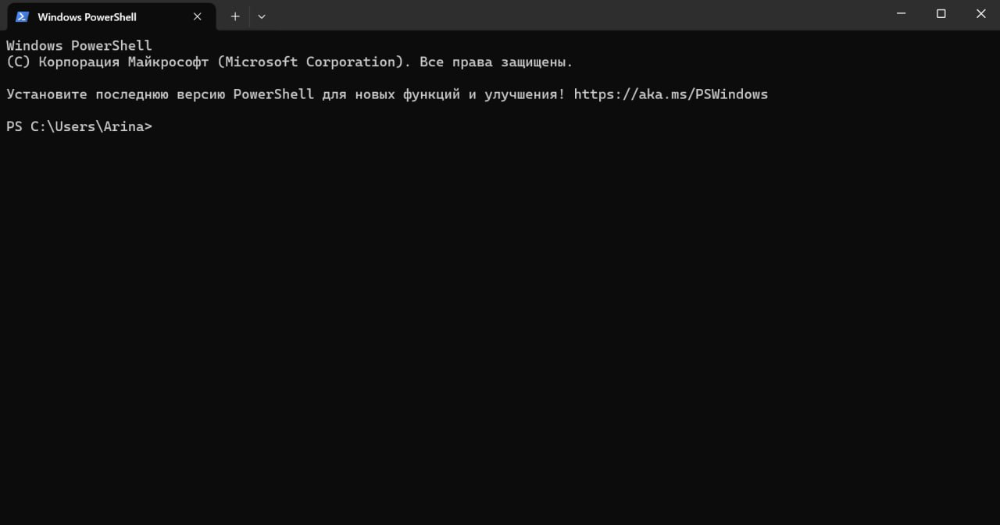 Windows PowerShell
Windows PowerShell
(C) Корпорация Майкрософт (Microsoft Corporation). Все права защищены.
Установите последнюю версию PowerShell для новых функций и улучшения! https://aka.ms/PSWindows
PS C:\Users\Arina>